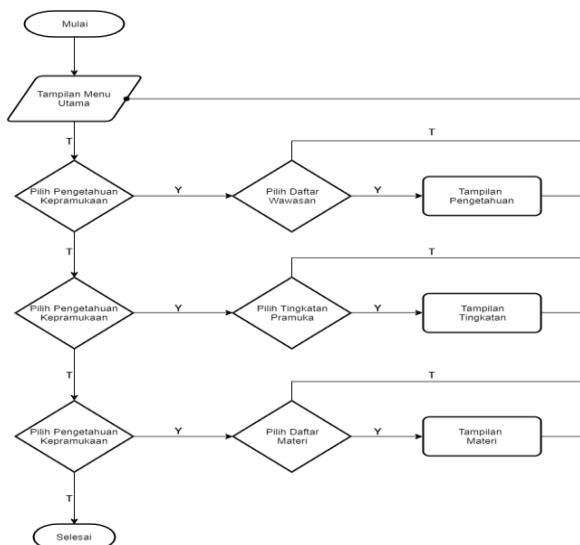 Mulai
Tampilan Menu
Utama
T
T
Pilih Pengetahuan
Kepramukaan
Y
Pilih Daftar
Wawasan
Y
Tampilan
Pengetahuan
T
T
Pilih Pengetahuan
Kepramukaan
Y
Pilih Tingkatan
Pramuka
Y
Tampilan
Tingkatan
T
T
Pilih Pengetahuan
Kepramukaan
Y
Pilih Daftar
Materi
Y
Tampilan
Materi
T
Selesai